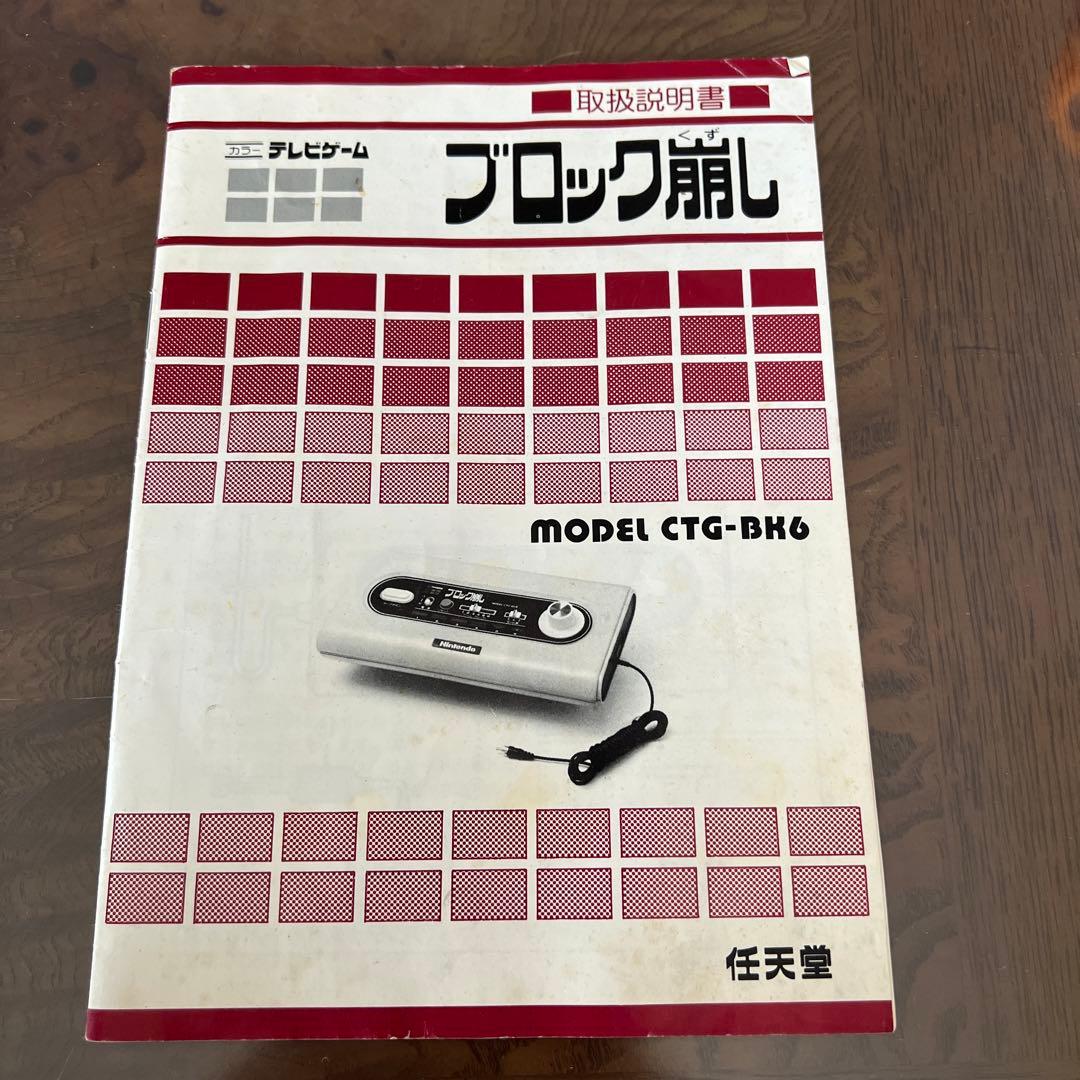 取扱説明書
カラー テレビゲーム
くず
ブロック崩し
MODEL CTG-BK6
ブロック崩し
Nintendo
任天堂